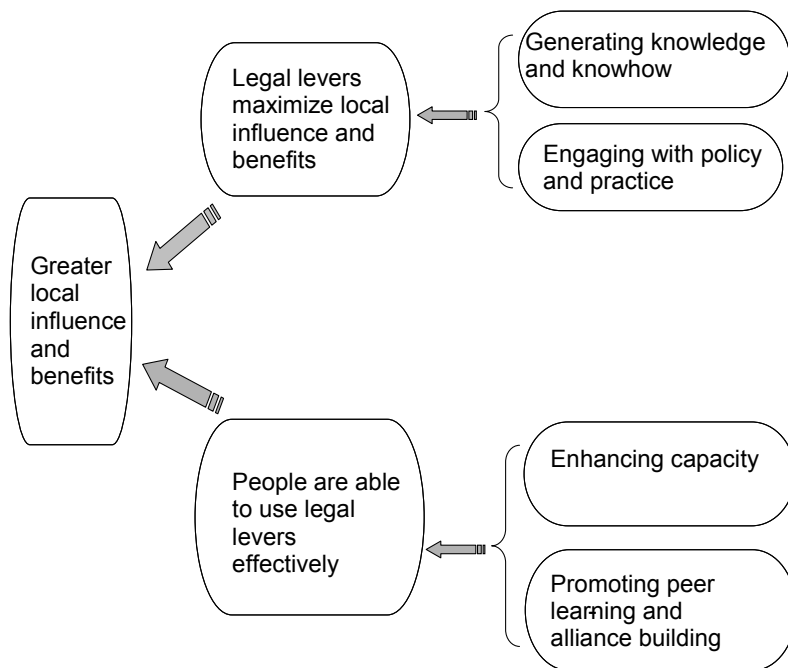 Generating knowledge
and knowhow
Legal levers
maximize local
influence and
benefits
Engaging with policy
and practice
Greater
local
influence
and
benefits
Enhancing capacity
People are able
to use legal
levers
effectively
Promoting peer
learning and
alliance building